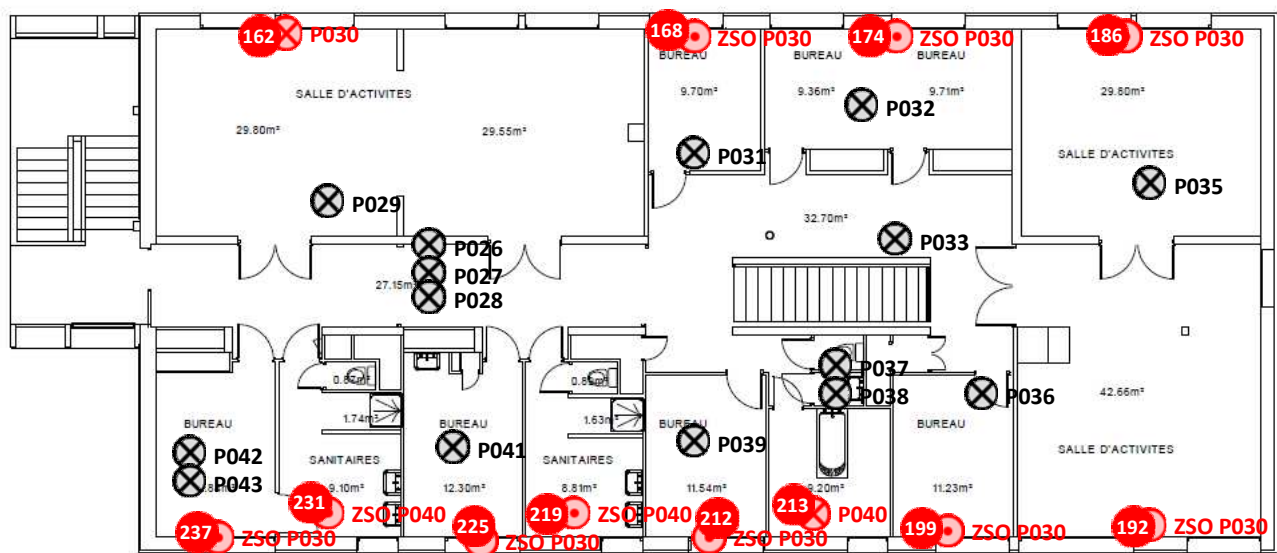 162 P030
168 ZSO P030
174 ZSO P030
186 ZSO P030
BUREAU
BUREAU
BUREAU
SALLE D'ACTIVITES
9.70m²
9.36m²
9.71m²
29.80m²
P032
29.80m²
29.55m²
P031
SALLE D'ACTIVITES
P035
P029
32.70m²
P033
P026
P027
27.15m²
P028
P037
P038
P036
42.66m²
1.74m²
1.63m²
BUREAU
BUREAU
BUREAU
BUREAU
P039
P041
SALLE D'ACTIVITES
P042
SANITAIRES
SANITAIRES
P043
9.10m²
12.30m²
8.81m²
11.54m²
9.20m²
11.23m²
231 ZSO P040
219 ZSO P040
213 P040
237 ZSO P030
225 ZSO P030
212 ZSO P030
199 ZSO P030
192 ZSO P030